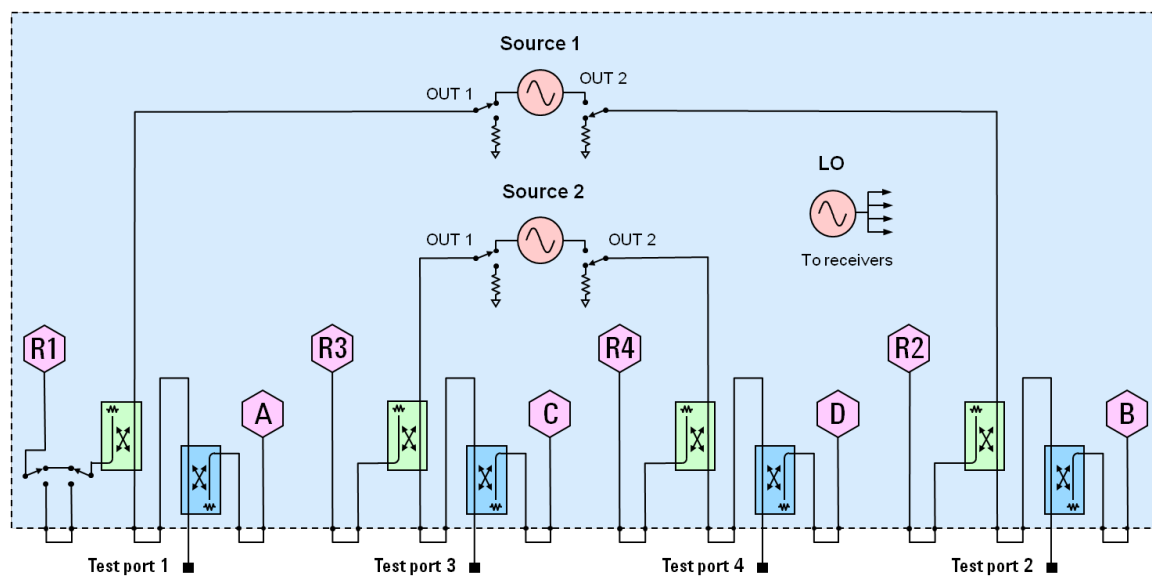 Source 1
OUT 1
OUT 2
LO
Source 2
OUT 1
OUT 2
To receivers
R1
R3
R4
R2
A
C
D
B
Test port 1
Test port 3
Test port 4
Test port 2